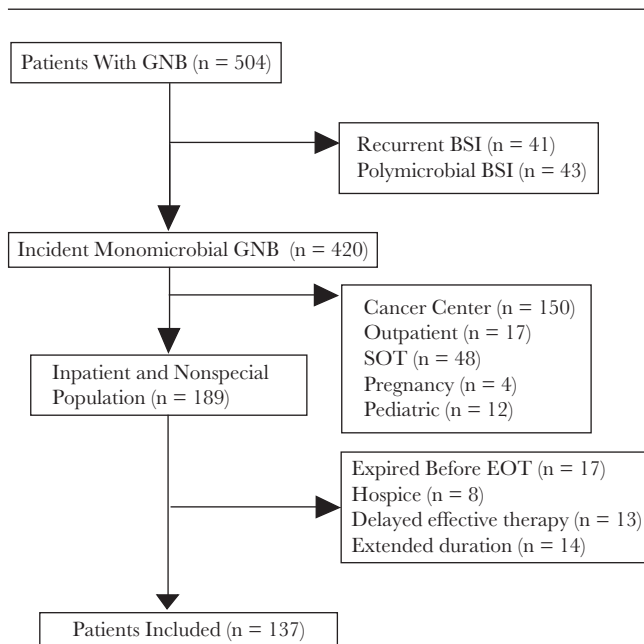 Patients With GNB (n = 504)
Recurrent BSI (n = 41)
Polymicrobial BSI (n = 43)
Incident Monomicrobial GNB (n = 420)
Cancer Center (n = 150)
Outpatient (n = 17)
SOT (n = 48)
Pregnancy (n = 4)
Pediatric (n = 12)
Inpatient and Nonspecial
Population (n = 189)
Expired Before EOT (n = 17)
Hospice (n = 8)
Delayed effective therapy (n = 13)
Extended duration (n = 14)
Patients Included (n = 137)